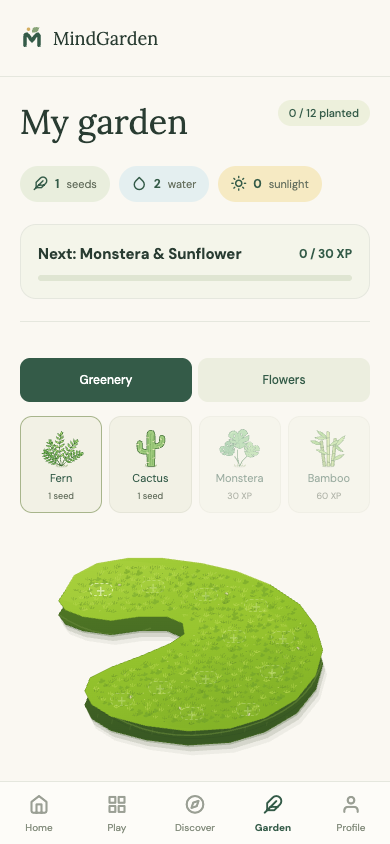 MindGarden
My garden
0 / 12 planted
1 seeds
2 water
0 sunlight
Next: Monstera & Sunflower
0 / 30 XP
Greenery
Flowers
Fern
1 seed
Cactus
1 seed
Monstera
30 XP
Bamboo
60 XP
Home
Play
Discover
Garden
Profile